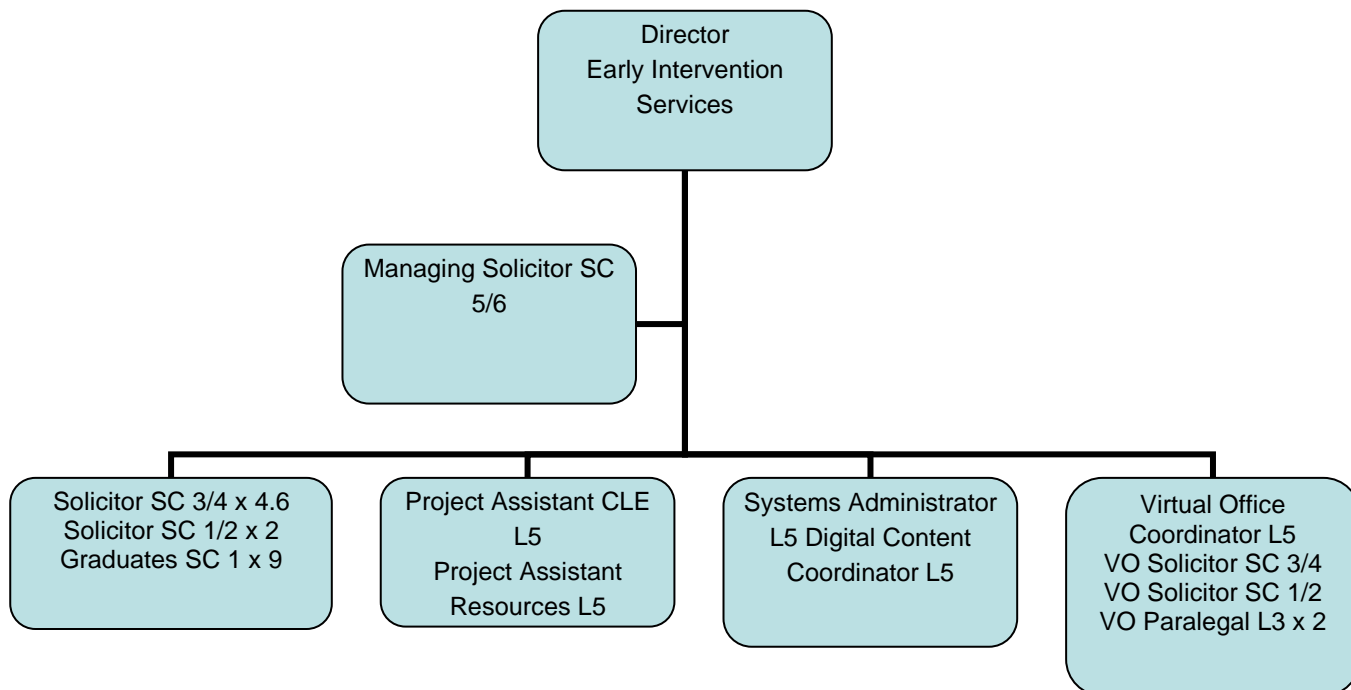 Director
Early Intervention
Services
Managing Solicitor SC
5/6
Solicitor SC 3/4 x 4.6
Solicitor SC 1/2 x 2
Graduates SC 1 x 9
Project Assistant CLE
L5
Project Assistant
Resources L5
Systems Administrator
L5 Digital Content
Coordinator L5
Virtual Office
Coordinator L5
VO Solicitor SC 3/4
VO Solicitor SC 1/2
VO Paralegal L3 x 2